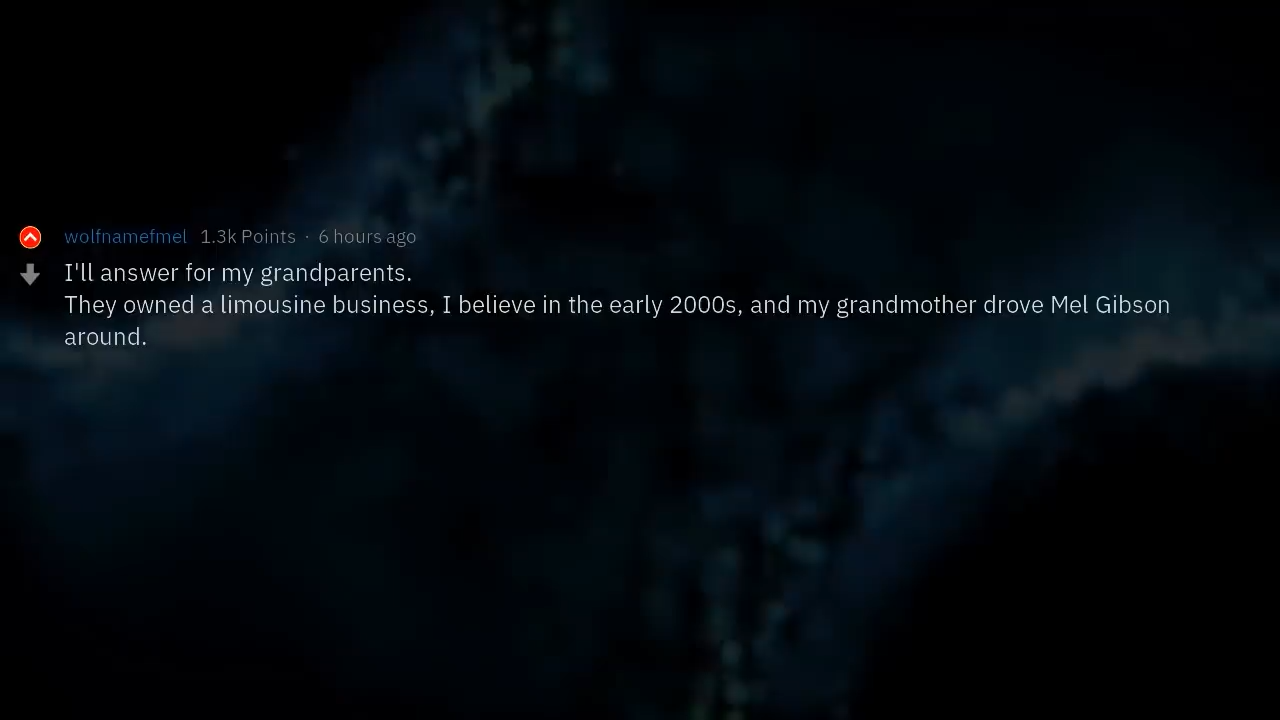 wolfnamefmel 1.3k Points · 6 hours ago
I'll answer for my grandparents.
They owned a limousine business, I believe in the early 2000s, and my grandmother drove Mel Gibson
around.